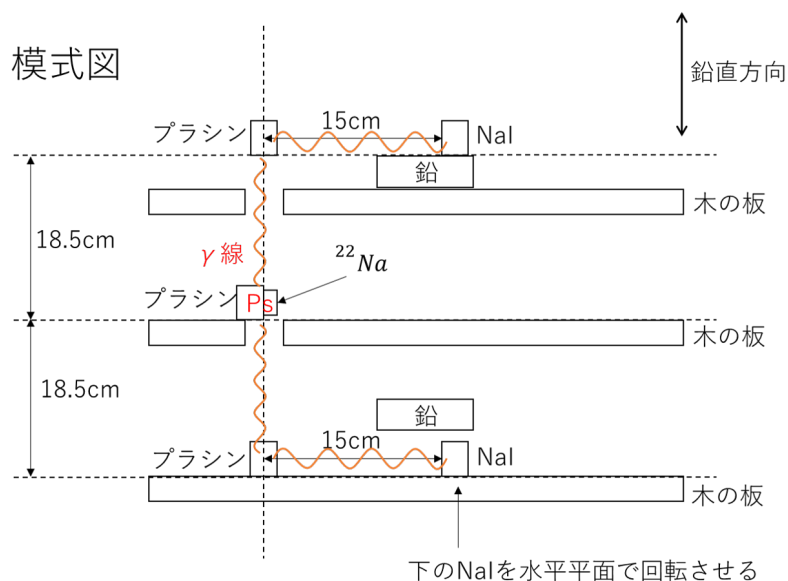 模式図
鉛直方向
プラシン
15cm
NaI
鉛
木の板
18.5cm
γ線
²²Na
プラシン
Ps
木の板
18.5cm
鉛
プラシン
15cm
NaI
木の板
下のNaIを水平平面で回転させる